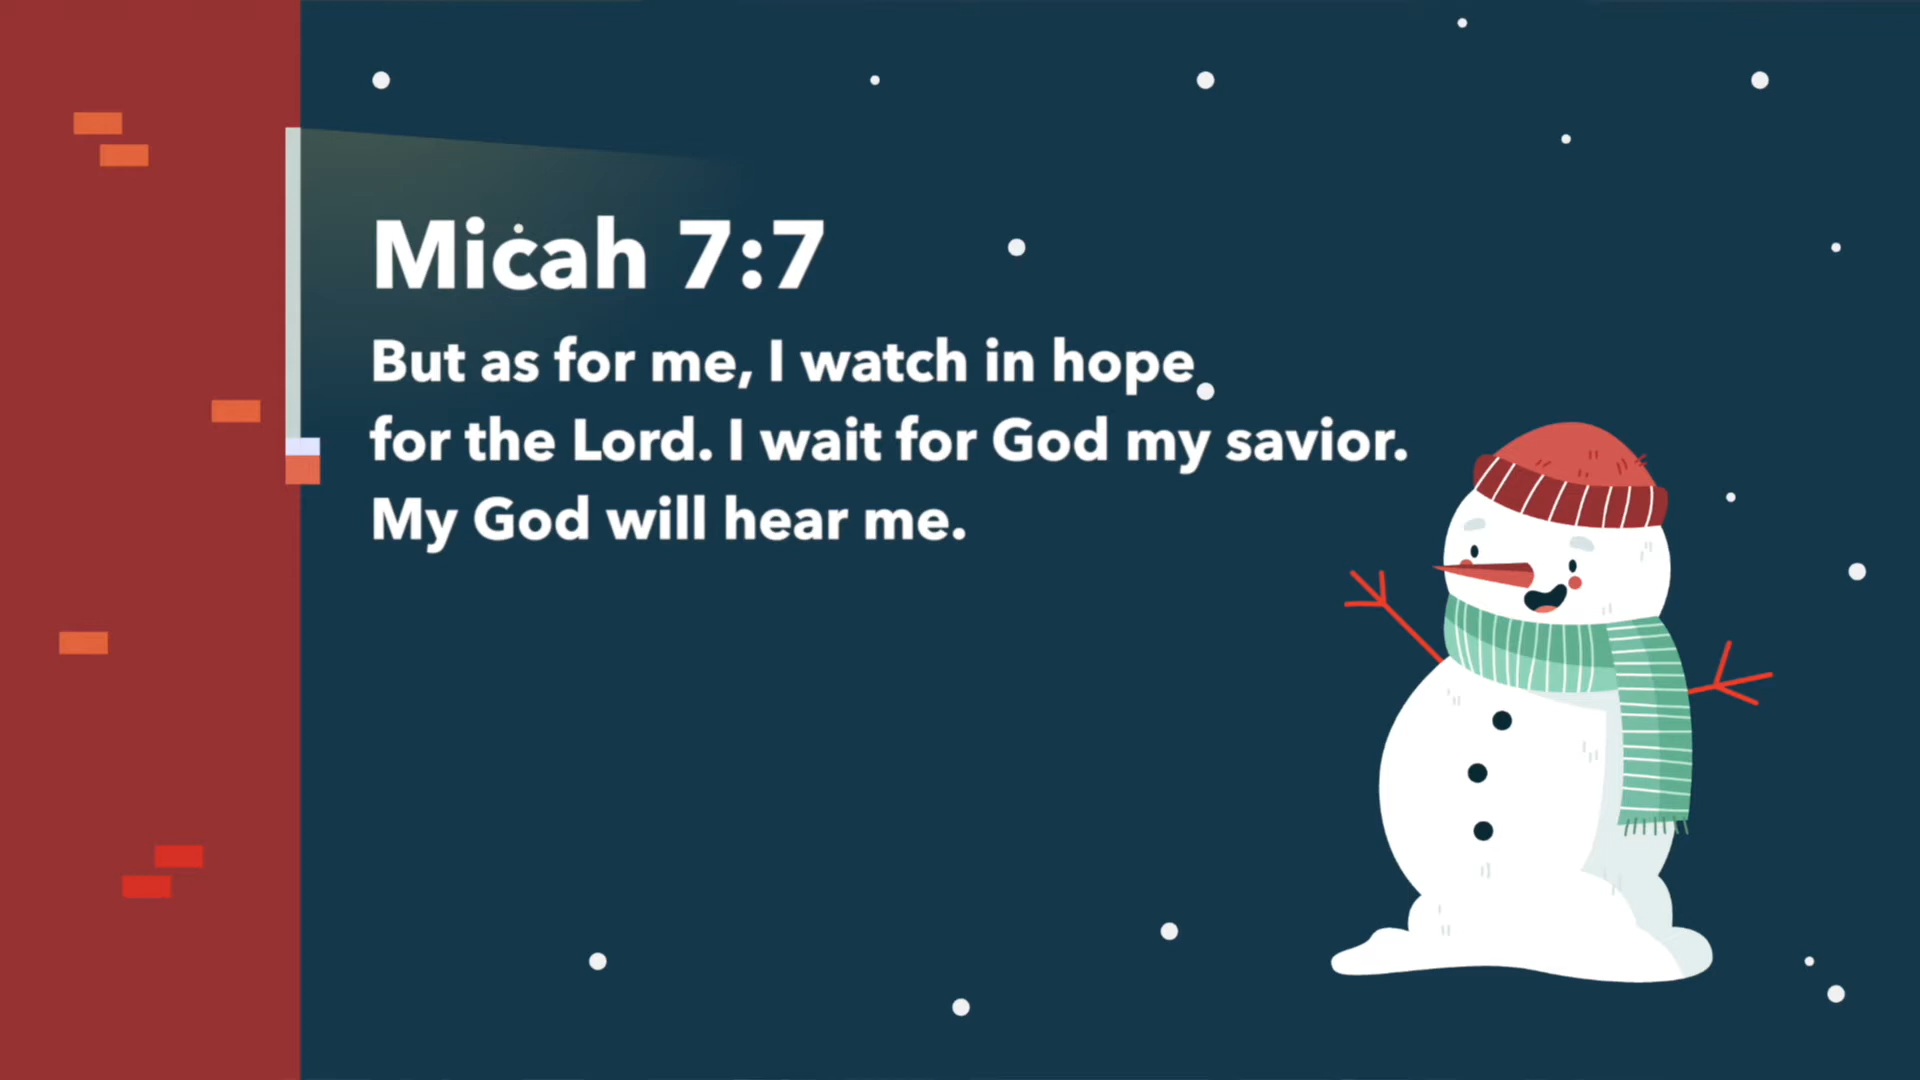 Micah 7:7
But as for me, I watch in hope
for the Lord. I wait for God my savior.
My God will hear me.